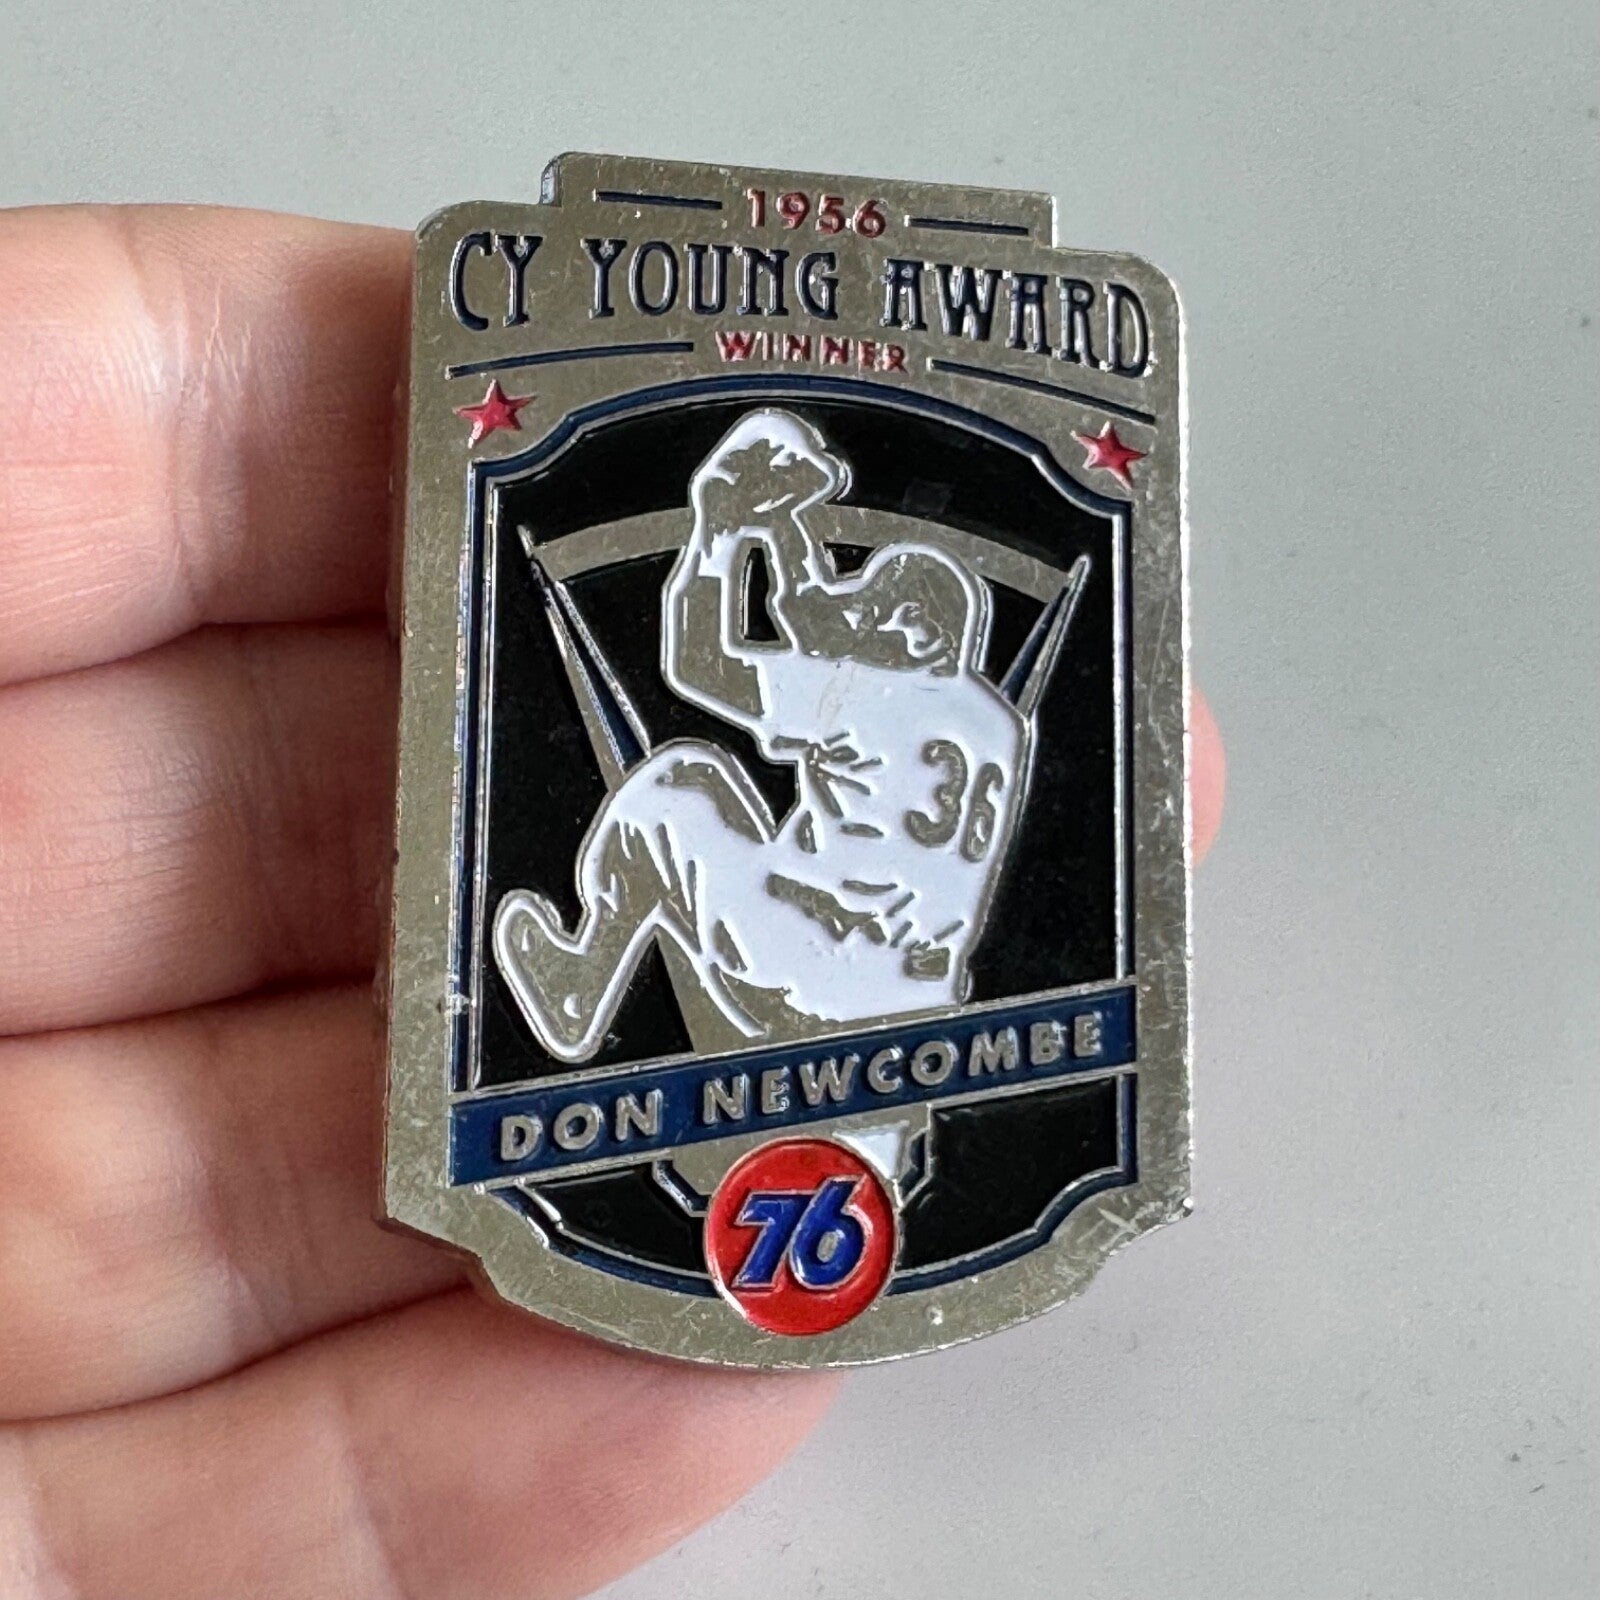 1956
CY YOUNG AWARD
WINNER
36
DON NEWCOMBE
76